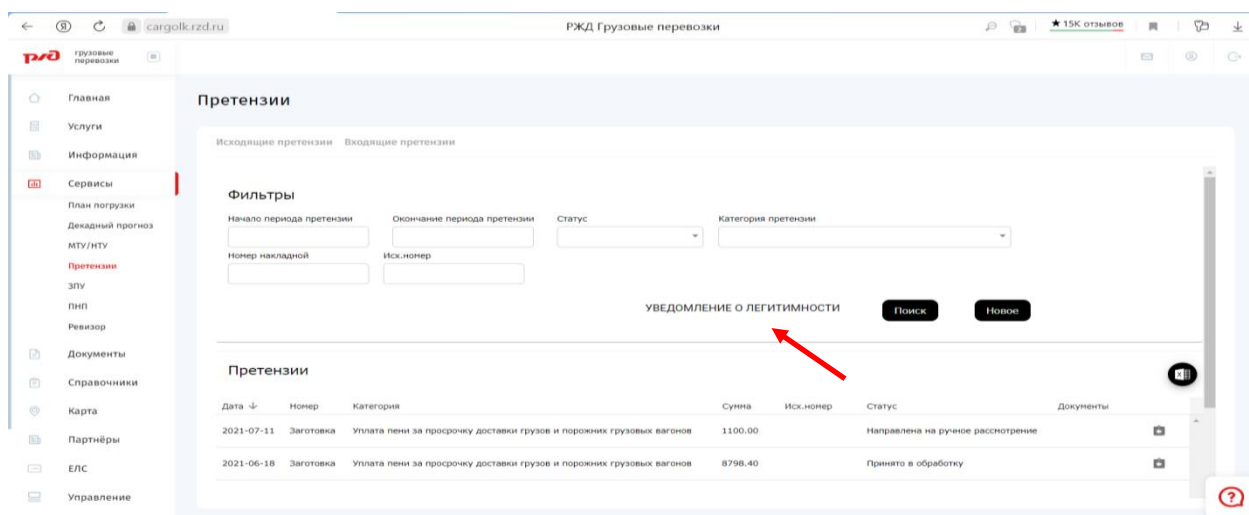 cargolk.rzd.ru
РЖД Грузовые перевозки
★ 15К отзывов
грузовые
перевозки
Главная
Услуги
Информация
Сервисы
План погрузки
Декадный прогноз
МТУ/НТУ
Претензии
ЗПУ
ПНП
Ревизор
Документы
Справочники
Карта
Партнёры
ЕЛС
Управление
Претензии
Исходящие претензии Входящие претензии
Фильтры
Начало периода претензии Окончание периода претензии Статус Категория претензии
Номер накладной Исх.номер
УВЕДОМЛЕНИЕ О ЛЕГИТИМНОСТИ Поиск Новое
Претензии
Дата ↓ Номер Категория Сумма Исх.номер Статус Документы
2021-07-11 Заготовка Уплата пени за просрочку доставки грузов и порожних грузовых вагонов 1100.00 Направлена на ручное рассмотрение
2021-06-18 Заготовка Уплата пени за просрочку доставки грузов и порожних грузовых вагонов 8798.40 Принято в обработку